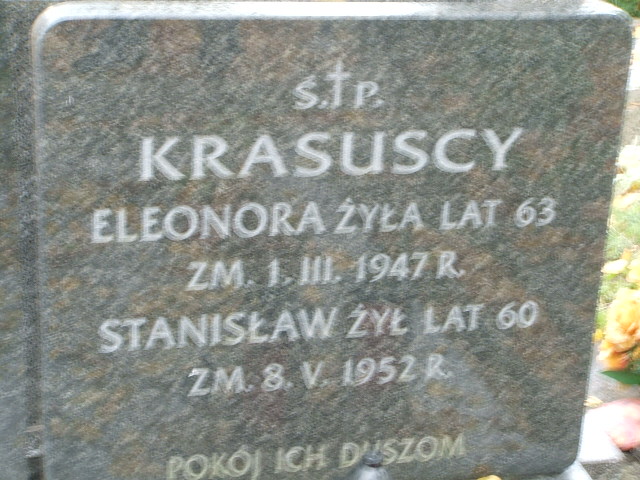 Ś.†P.
KRASUSCY
ELEONORA ŻYŁA LAT 63
ZM. 1. III. 1947 R.
STANISŁAW ŻYŁ LAT 60
ZM. 8. V. 1952 R.
POKÓJ ICH DUSZOM